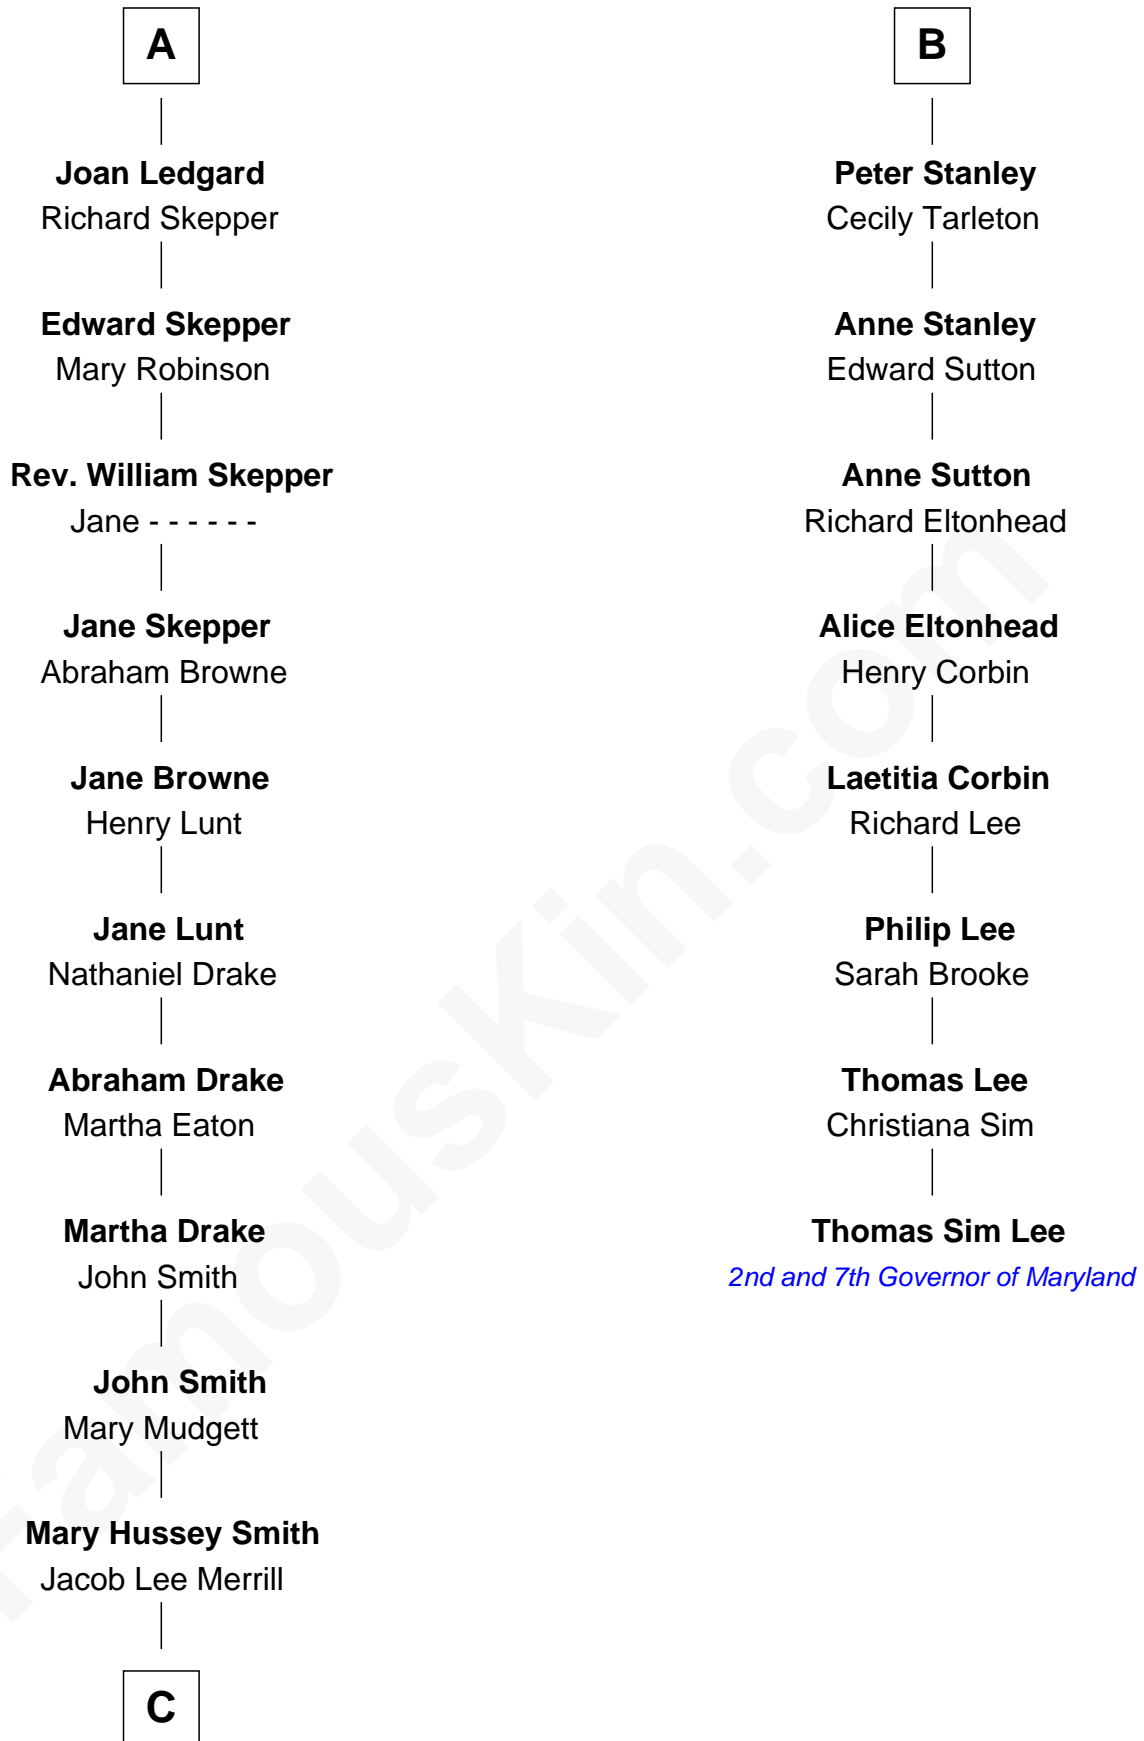 A
Joan Ledgard
Richard Skepper
Edward Skepper
Mary Robinson
Rev. William Skepper
Jane - - - - - -
Jane Skepper
Abraham Browne
Jane Browne
Henry Lunt
Jane Lunt
Nathaniel Drake
Abraham Drake
Martha Eaton
Martha Drake
John Smith
John Smith
Mary Mudgett
Mary Hussey Smith
Jacob Lee Merrill
C
B
Peter Stanley
Cecily Tarleton
Anne Stanley
Edward Sutton
Anne Sutton
Richard Eltonhead
Alice Eltonhead
Henry Corbin
Laetitia Corbin
Richard Lee
Philip Lee
Sarah Brooke
Thomas Lee
Christiana Sim
Thomas Sim Lee
2nd and 7th Governor of Maryland
FamousKin.com